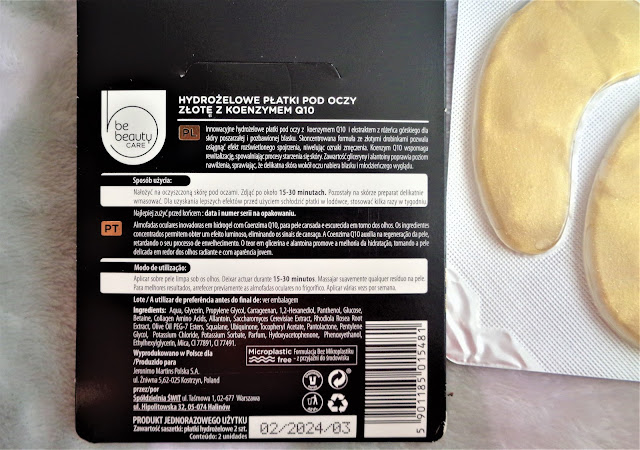 be
beauty
CARE
HYDROŻELOWE PŁATKI POD OCZY
ZŁOTE Z KOENZYMEM Q10
PL
Innowacyjne hydrożelowe płatki pod oczy z koenzymem Q10 i ekstraktem z różeńca górskiego dla
skóry poszarzałej i pozbawionej blasku. Skoncentrowana formuła ze złotymi drobinkami pozwala
osiągnąć efekt rozświetlonego spojrzenia, niwelując oznaki zmęczenia. Koenzym Q10 wspomaga
rewitalizację, spowalniając procesy starzenia się skóry. Zawartość gliceryny i alantoiny poprawia poziom
nawilżenia, sprawiając, że delikatna skóra wokół oczu nabiera blasku i młodzieńczego wyglądu.
Sposób użycia:
Nałożyć na oczyszczoną skórę pod oczami. Zdjąć po około 15-30 minutach. Pozostały na skórze preparat delikatnie
wmasować. Dla uzyskania lepszych efektów przed użyciem schłodzić płatki w lodówce, stosować kilka razy w tygodniu
Najlepiej zużyć przed końcem: data i numer serii na opakowaniu.
PT
Almofadas oculares inovadoras em hidrogel com Coenzima Q10, para pele cansada e escurecida em torno dos olhos. Os ingredientes
concentrados permitem obter um efeito luminoso, eliminando os sinais de cansaço. A Coenzima Q10 auxilia na regeneração da pele,
retardando o seu processo de envelhecimento. O teor em glicerina e alantoina promove a melhoria da hidratação, tornando a pele
delicada em redor dos olhos radiante e com aparência jovem.
Modo de utilização:
Aplicar sobre pele limpa sob os olhos. Deixar actuar durante 15-30 minutos. Massajar suavemente qualquer resíduo na pele.
Para melhores resultados, arrefecer previamente as almofadas oculares no frigorífico. Aplicar várias vezes por semana.
Lote / A utilizar de preferência antes do final de: ver embalagem
Ingredients: Aqua, Glycerin, Propylene Glycol, Carrageenan, 1,2-Hexanediol, Panthenol, Glucose,
Betaine, Collagen Amino Acids, Allantoin, Saccharomyces Cerevisiae Extract, Rhodiola Rosea Root
Extract, Olive Oil PEG-7 Esters, Squalane, Ubiquinone, Tocopheryl Acetate, Pantolactone, Pentylene
Glycol, Potassium Chloride, Potassium Sorbate, Parfum, Hydroxyacetophenone, Phenoxyethanol,
Ethylhexylglycerin, Mica, CI 77891, CI 77491.
Wyprodukowano w Polsce dla
/Produzido para
Jeronimo Martins Polska S.A.
ul. Żniwna 5,62-025 Kostrzyn, Poland
przez/por
Spółdzielnia ŚWIT ul. Taśmowa 1, 02-677 Warszawa
ul. Hipolitowska 32, 05-074 Halinów
Microplastic free
Formulacja Bez Mikroplastiku
- z przyjaźni do środowiska
PRODUKT JEDNORAZOWEGO UŻYTKU
Zawartość saszetki: płatki hydrożelowe 2 szt.
Conteúdo: 2 unidades
02/2024/03
5 901185 015481